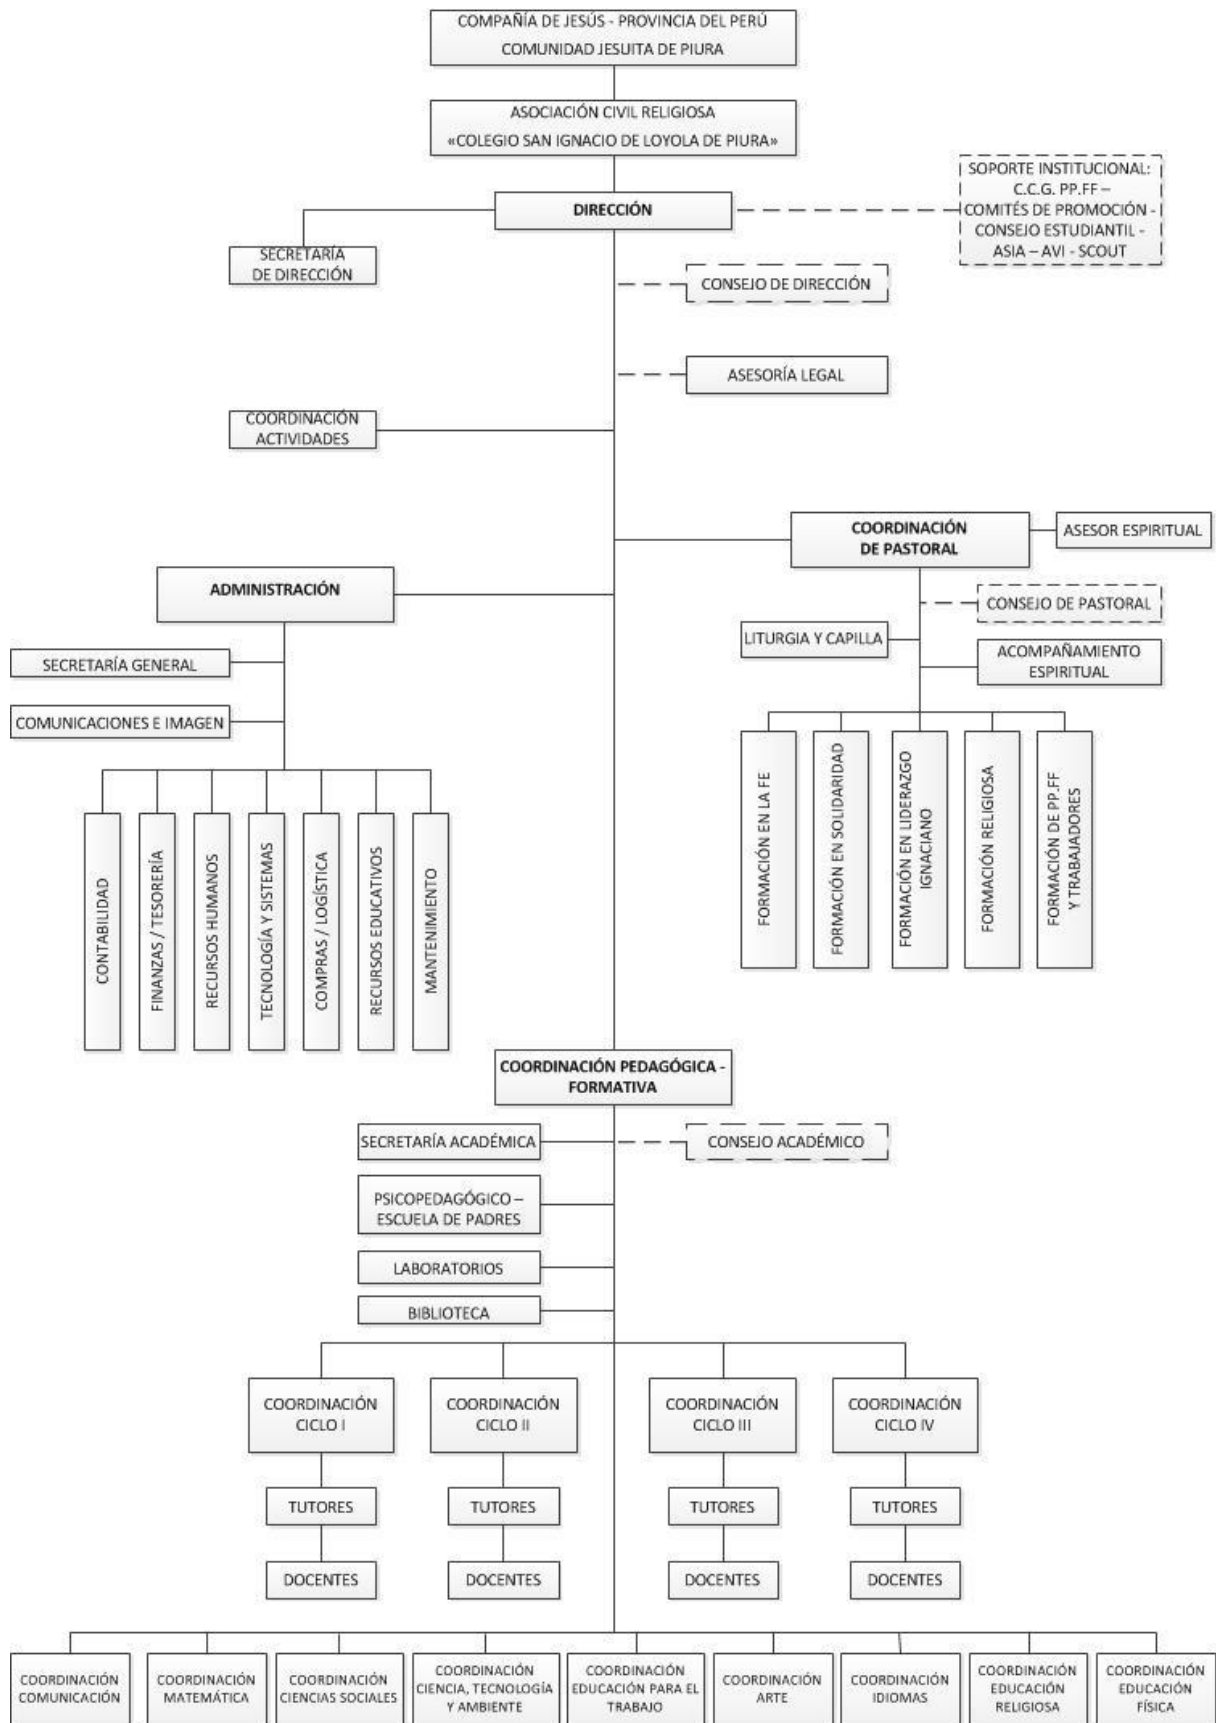 COMPAÑÍA DE JESÚS - PROVINCIA DEL PERÚ
COMUNIDAD JESUITA DE PIURA
ASOCIACIÓN CIVIL RELIGIOSA
«COLEGIO SAN IGNACIO DE LOYOLA DE PIURA»
DIRECCIÓN
SOPORTE INSTITUCIONAL:
C.C.G. PP.FF –
COMITÉS DE PROMOCIÓN -
CONSEJO ESTUDIANTIL -
ASIA – AVI - SCOUT
SECRETARÍA
DE DIRECCIÓN
CONSEJO DE DIRECCIÓN
ASESORÍA LEGAL
COORDINACIÓN
ACTIVIDADES
COORDINACIÓN
DE PASTORAL
ASESOR ESPIRITUAL
ADMINISTRACIÓN
CONSEJO DE PASTORAL
LITURGIA Y CAPILLA
ACOMPAÑAMIENTO
ESPIRITUAL
SECRETARÍA GENERAL
COMUNICACIONES E IMAGEN
CONTABILIDAD
FINANZAS / TESORERÍA
RECURSOS HUMANOS
TECNOLOGÍA Y SISTEMAS
COMPRAS / LOGÍSTICA
RECURSOS EDUCATIVOS
MANTENIMIENTO
FORMACIÓN EN LA FE
FORMACIÓN EN SOLIDARIDAD
FORMACIÓN EN LIDERAZGO
IGNACIANO
FORMACIÓN RELIGIOSA
FORMACIÓN DE PP.FF
Y TRABAJADORES
COORDINACIÓN PEDAGÓGICA -
FORMATIVA
SECRETARÍA ACADÉMICA
CONSEJO ACADÉMICO
PSICOPEDAGÓGICO –
ESCUELA DE PADRES
LABORATORIOS
BIBLIOTECA
COORDINACIÓN
CICLO I
COORDINACIÓN
CICLO II
COORDINACIÓN
CICLO III
COORDINACIÓN
CICLO IV
TUTORES
TUTORES
TUTORES
TUTORES
DOCENTES
DOCENTES
DOCENTES
DOCENTES
COORDINACIÓN
COMUNICACIÓN
COORDINACIÓN
MATEMÁTICA
COORDINACIÓN
CIENCIAS SOCIALES
COORDINACIÓN
CIENCIA, TECNOLOGÍA
Y AMBIENTE
COORDINACIÓN
EDUCACIÓN PARA EL
TRABAJO
COORDINACIÓN
ARTE
COORDINACIÓN
IDIOMAS
COORDINACIÓN
EDUCACIÓN
RELIGIOSA
COORDINACIÓN
EDUCACIÓN
FÍSICA